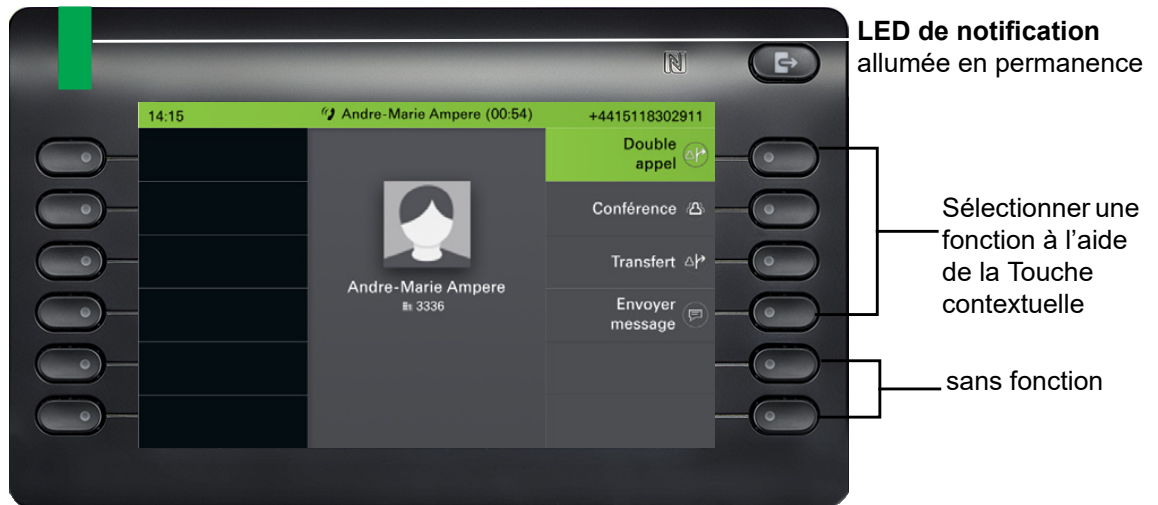 LED de notification
allumée en permanence
14:15
Andre-Marie Ampere (00:54)
+4415118302911
Double
appel
Conférence
Transfert
Envoyer
message
Andre-Marie Ampere
3336
Sélectionner une
fonction à l’aide
de la Touche
contextuelle
sans fonction